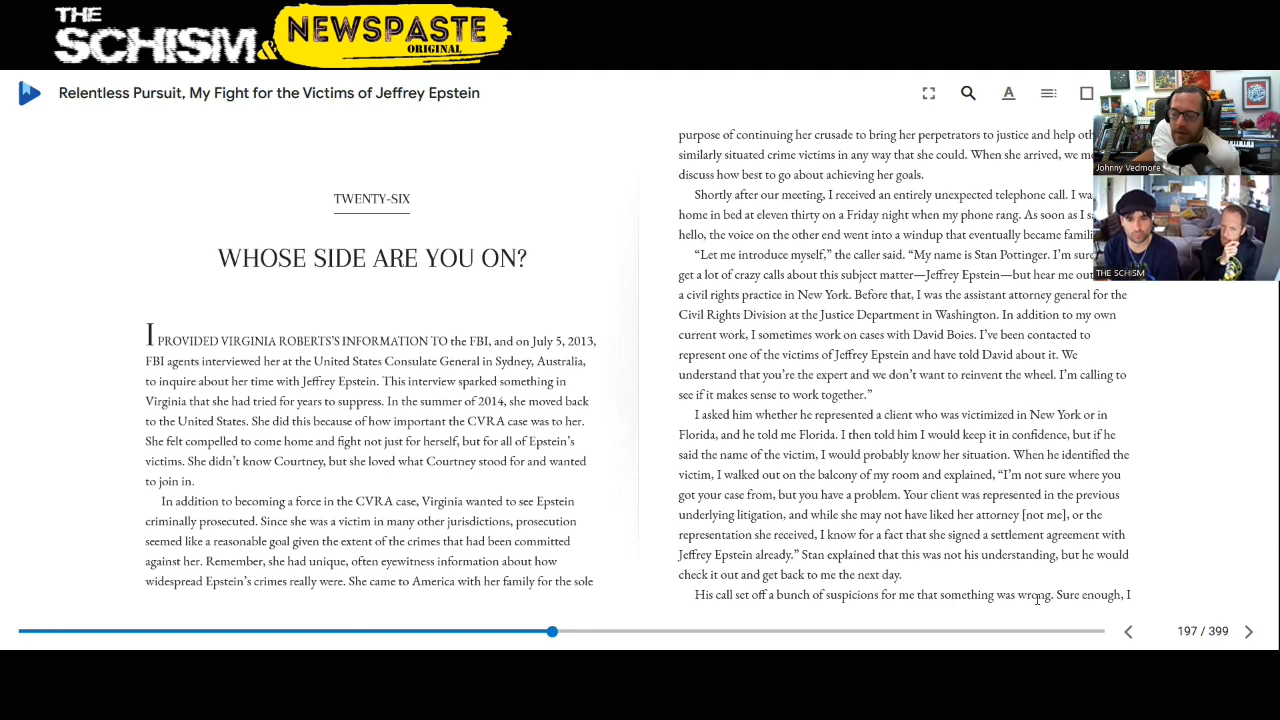 THE
SCHISM & NEWSPASTE
ORIGINAL
Relentless Pursuit, My Fight for the Victims of Jeffrey Epstein
TWENTY-SIX
WHOSE SIDE ARE YOU ON?
I PROVIDED VIRGINIA ROBERTS'S INFORMATION TO the FBI, and on July 5, 2013,
FBI agents interviewed her at the United States Consulate General in Sydney, Australia,
to inquire about her time with Jeffrey Epstein. This interview sparked something in
Virginia that she had tried for years to suppress. In the summer of 2014, she moved back
to the United States. She did this because of how important the CVRA case was to her.
She felt compelled to come home and fight not just for herself, but for all of Epstein's
victims. She didn't know Courtney, but she loved what Courtney stood for and wanted
to join in.
In addition to becoming a force in the CVRA case, Virginia wanted to see Epstein
criminally prosecuted. Since she was a victim in many other jurisdictions, prosecution
seemed like a reasonable goal given the extent of the crimes that had been committed
against her. Remember, she had unique, often eyewitness information about how
widespread Epstein's crimes really were. She came to America with her family for the sole
purpose of continuing her crusade to bring her perpetrators to justice and help
similarly situated crime victims in any way that she could. When she arrived, we
discuss how best to go about achieving her goals.
Shortly after our meeting, I received an entirely unexpected telephone call. I
home in bed at eleven thirty on a Friday night when my phone rang. As soon as I
hello, the voice on the other end went into a windup that eventually became
"Let me introduce myself," the caller said. "My name is Stan Pottinger. I'm sure
get a lot of crazy calls about this subject matter—Jeffrey Epstein—but hear me
a civil rights practice in New York. Before that, I was the assistant attorney general for the
Civil Rights Division at the Justice Department in Washington. In addition to my own
current work, I sometimes work on cases with David Boies. I've been contacted to
represent one of the victims of Jeffrey Epstein and have told David about it. We
understand that you're the expert and we don't want to reinvent the wheel. I'm calling to
see if it makes sense to work together."
I asked him whether he represented a client who was victimized in New York or in
Florida, and he told me Florida. I then told him I would keep it in confidence, but if he
said the name of the victim, I would probably know her situation. When he identified the
victim, I walked out on the balcony of my room and explained, "I'm not sure where you
got your case from, but you have a problem. Your client was represented in the previous
underlying litigation, and while she may not have liked her attorney [not me], or the
representation she received, I know for a fact that she signed a settlement agreement with
Jeffrey Epstein already." Stan explained that this was not his understanding, but he would
check it out and get back to me the next day.
His call set off a bunch of suspicions for me that something was wrong. Sure enough, I
197 / 399
Johnny Vedmore
THE SCHISM